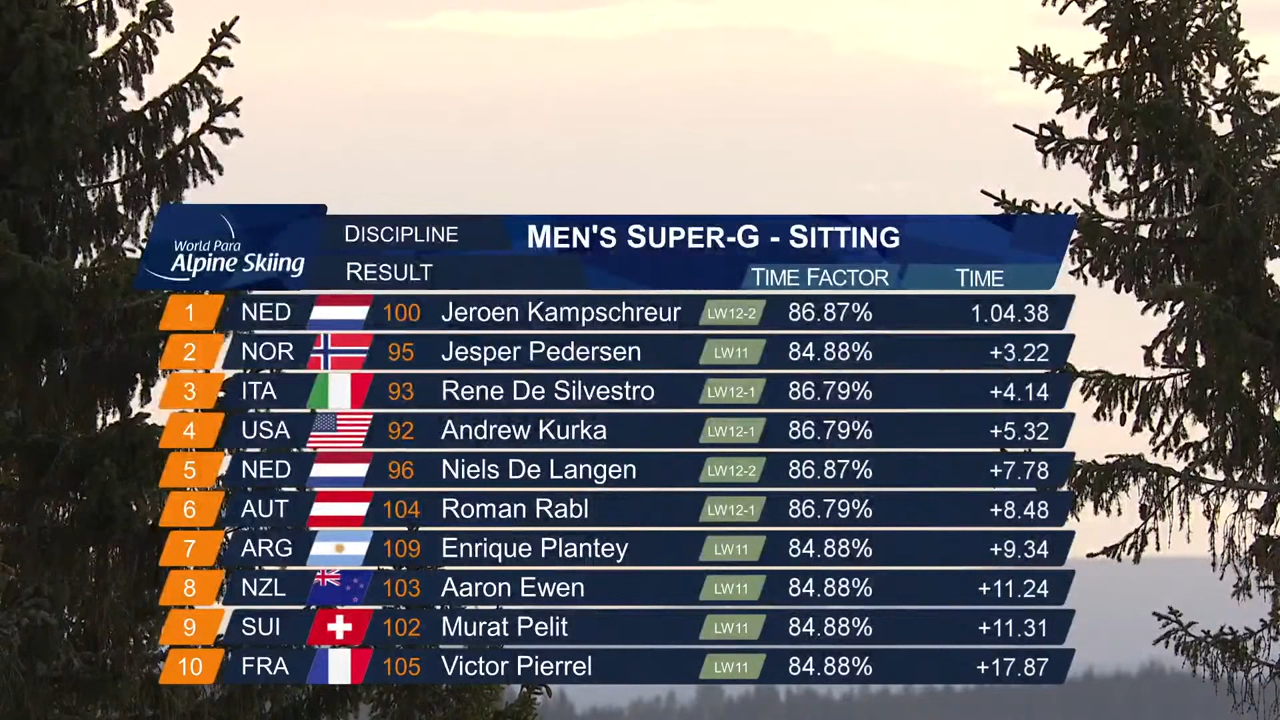 World Para
Alpine Skiing
DISCIPLINE MEN'S SUPER-G - SITTING
RESULT TIME FACTOR TIME
1 NED 100 Jeroen Kampschreur LW12-2 86.87% 1.04.38
2 NOR 95 Jesper Pedersen LW11 84.88% +3.22
3 ITA 93 Rene De Silvestro LW12-1 86.79% +4.14
4 USA 92 Andrew Kurka LW12-1 86.79% +5.32
5 NED 96 Niels De Langen LW12-2 86.87% +7.78
6 AUT 104 Roman Rabl LW12-1 86.79% +8.48
7 ARG 109 Enrique Plantey LW11 84.88% +9.34
8 NZL 103 Aaron Ewen LW11 84.88% +11.24
9 SUI 102 Murat Pelit LW11 84.88% +11.31
10 FRA 105 Victor Pierrel LW11 84.88% +17.87